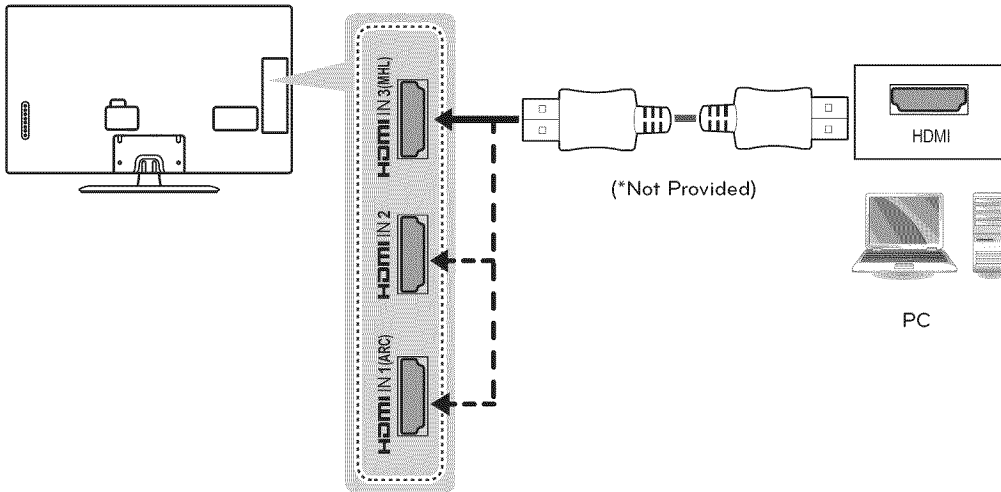 HDMI IN 3(MHL)
HDMI IN 2
HDMI IN 1(ARC)
(*Not Provided)
HDMI
PC